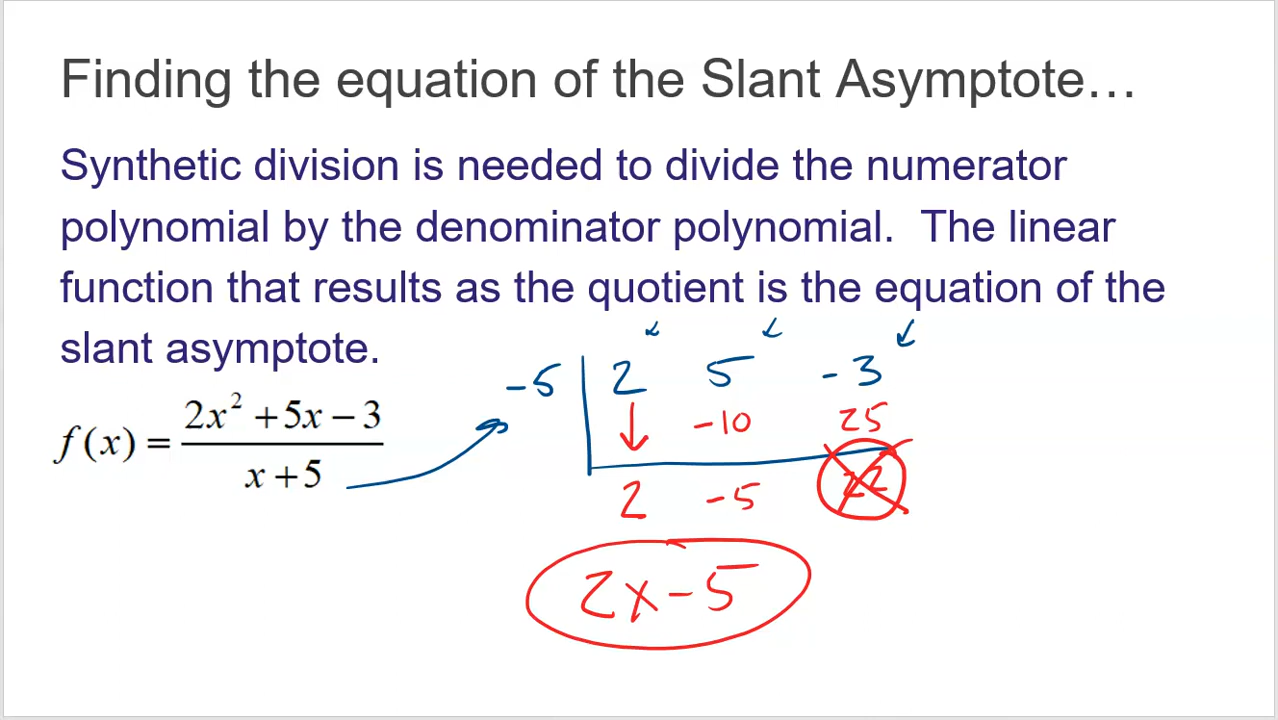 Finding the equation of the Slant Asymptote…
Synthetic division is needed to divide the numerator
polynomial by the denominator polynomial. The linear
function that results as the quotient is the equation of the
slant asymptote.
f(x) = (2x² + 5x − 3) / (x + 5)
-5 | 2 5 -3
-10 25
2 -5 22
2x-5